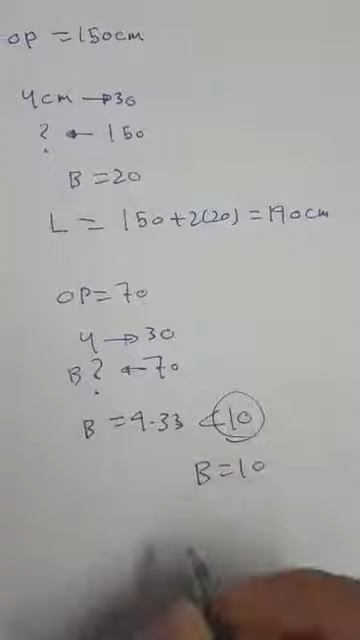 OP = 150cm
4cm → 30
? ← 150
B = 20
L = 150+2(20) = 190cm
OP = 70
4 → 30
B ? ← 70
B = 9.33 < 10
B = 10